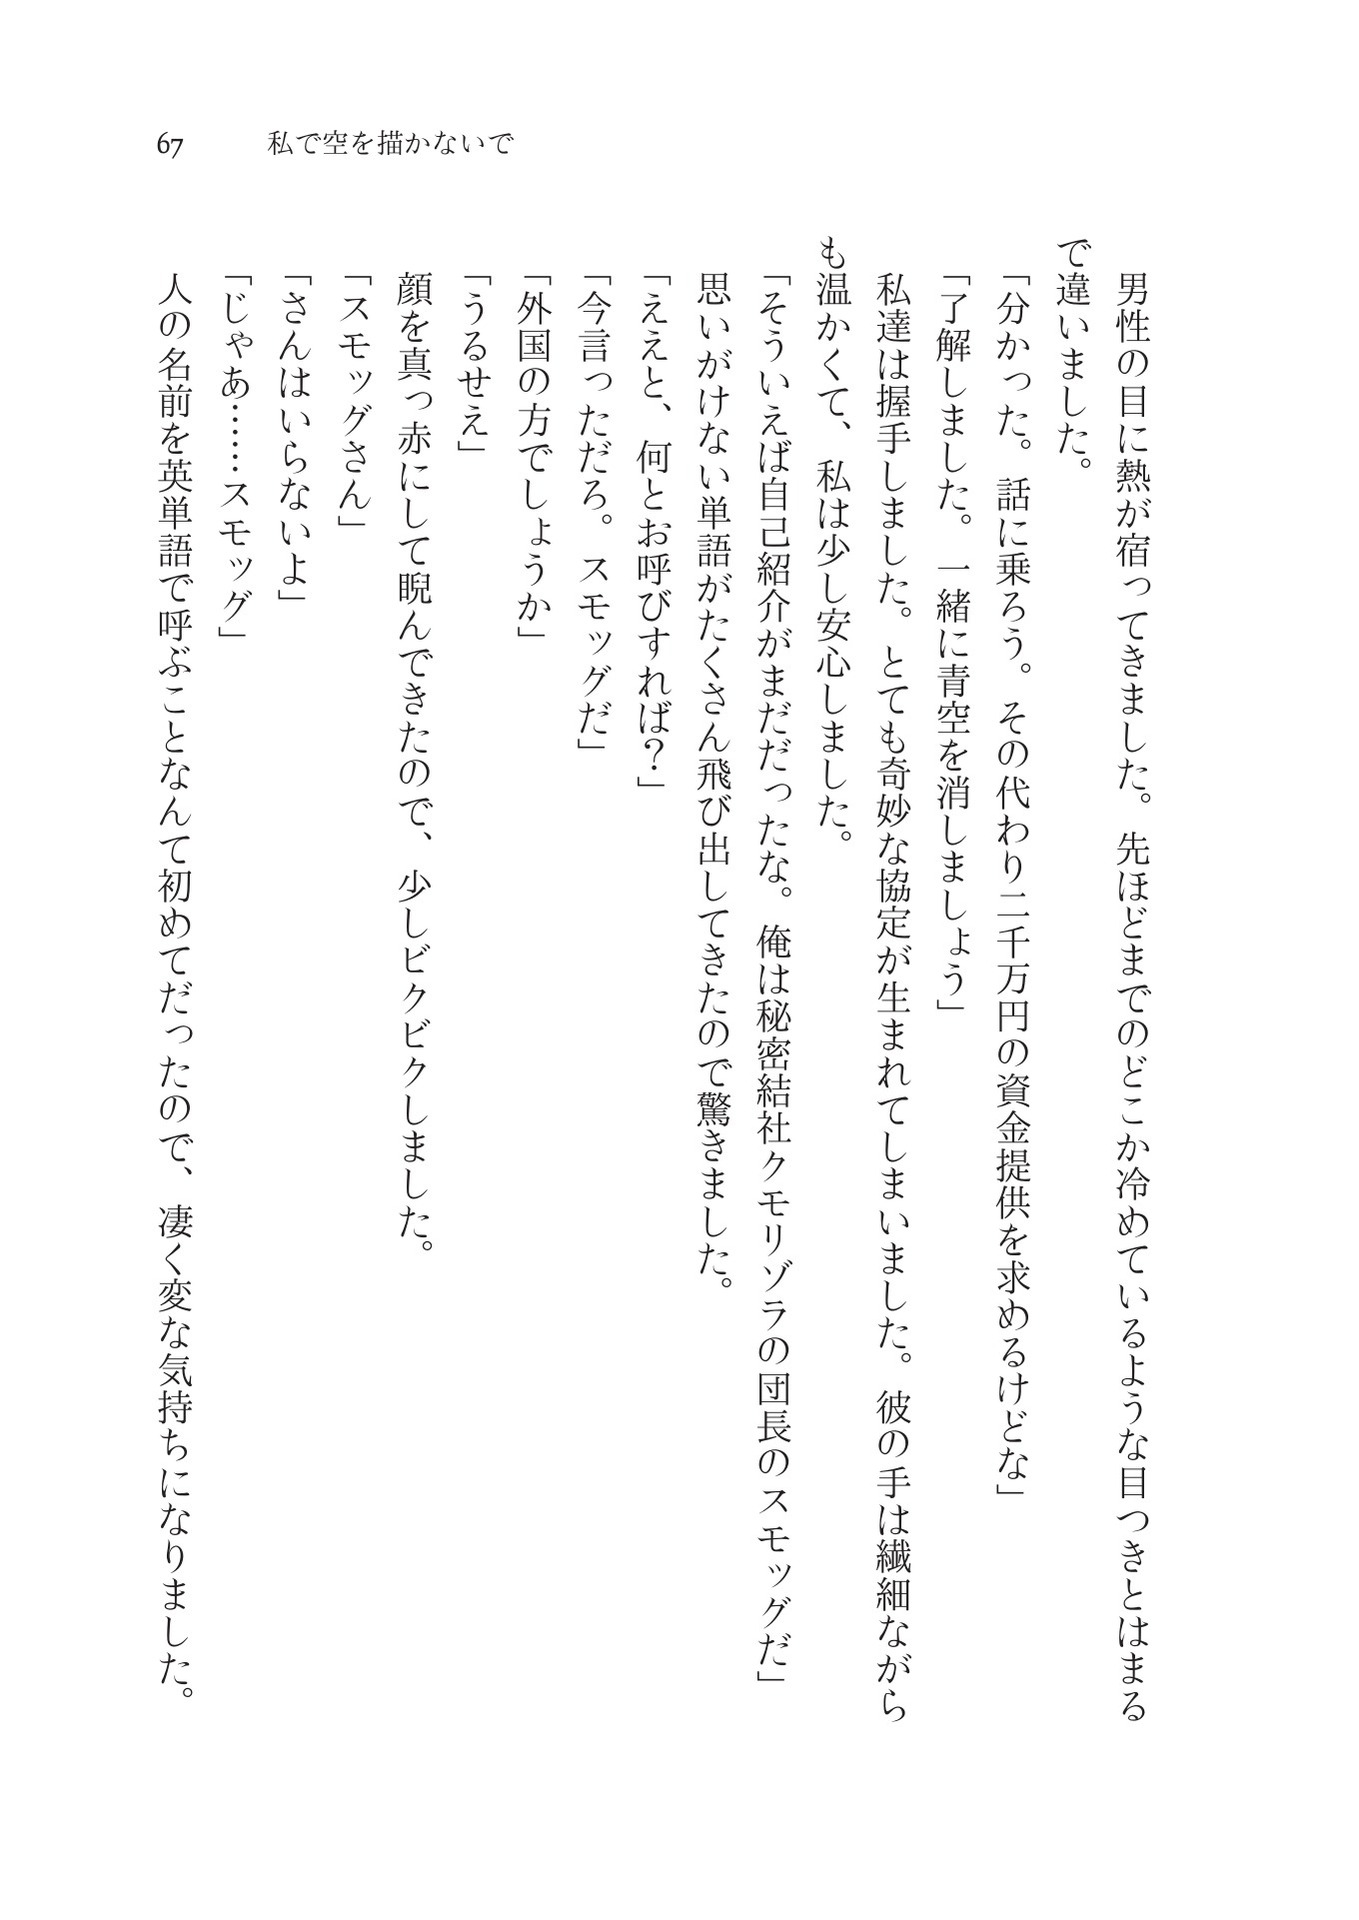 67 私で空を描かないで
男性の目に熱が宿ってきました。先ほどまでのどこか冷めているような目つきとはまる
で違いました。
「分かった。話に乗ろう。その代わり二千万円の資金提供を求めるけどな」
「了解しました。一緒に青空を消しましょう」
私達は握手しました。とても奇妙な協定が生まれてしまいました。彼の手は繊細ながら
も温かくて、私は少し安心しました。
「そういえば自己紹介がまだだったな。俺は秘密結社クモリゾラの団長のスモッグだ」
思いがけない単語がたくさん飛び出してきたので驚きました。
「ええと、何とお呼びすれば?」
「今言っただろ。スモッグだ」
「外国の方でしょうか」
「うるせえ」
顔を真っ赤にして睨んできたので、少しビクビクしました。
「スモッグさん」
「さんはいらないよ」
「じゃあ……スモッグ」
人の名前を英単語で呼ぶことなんて初めてだったので、凄く変な気持ちになりました。